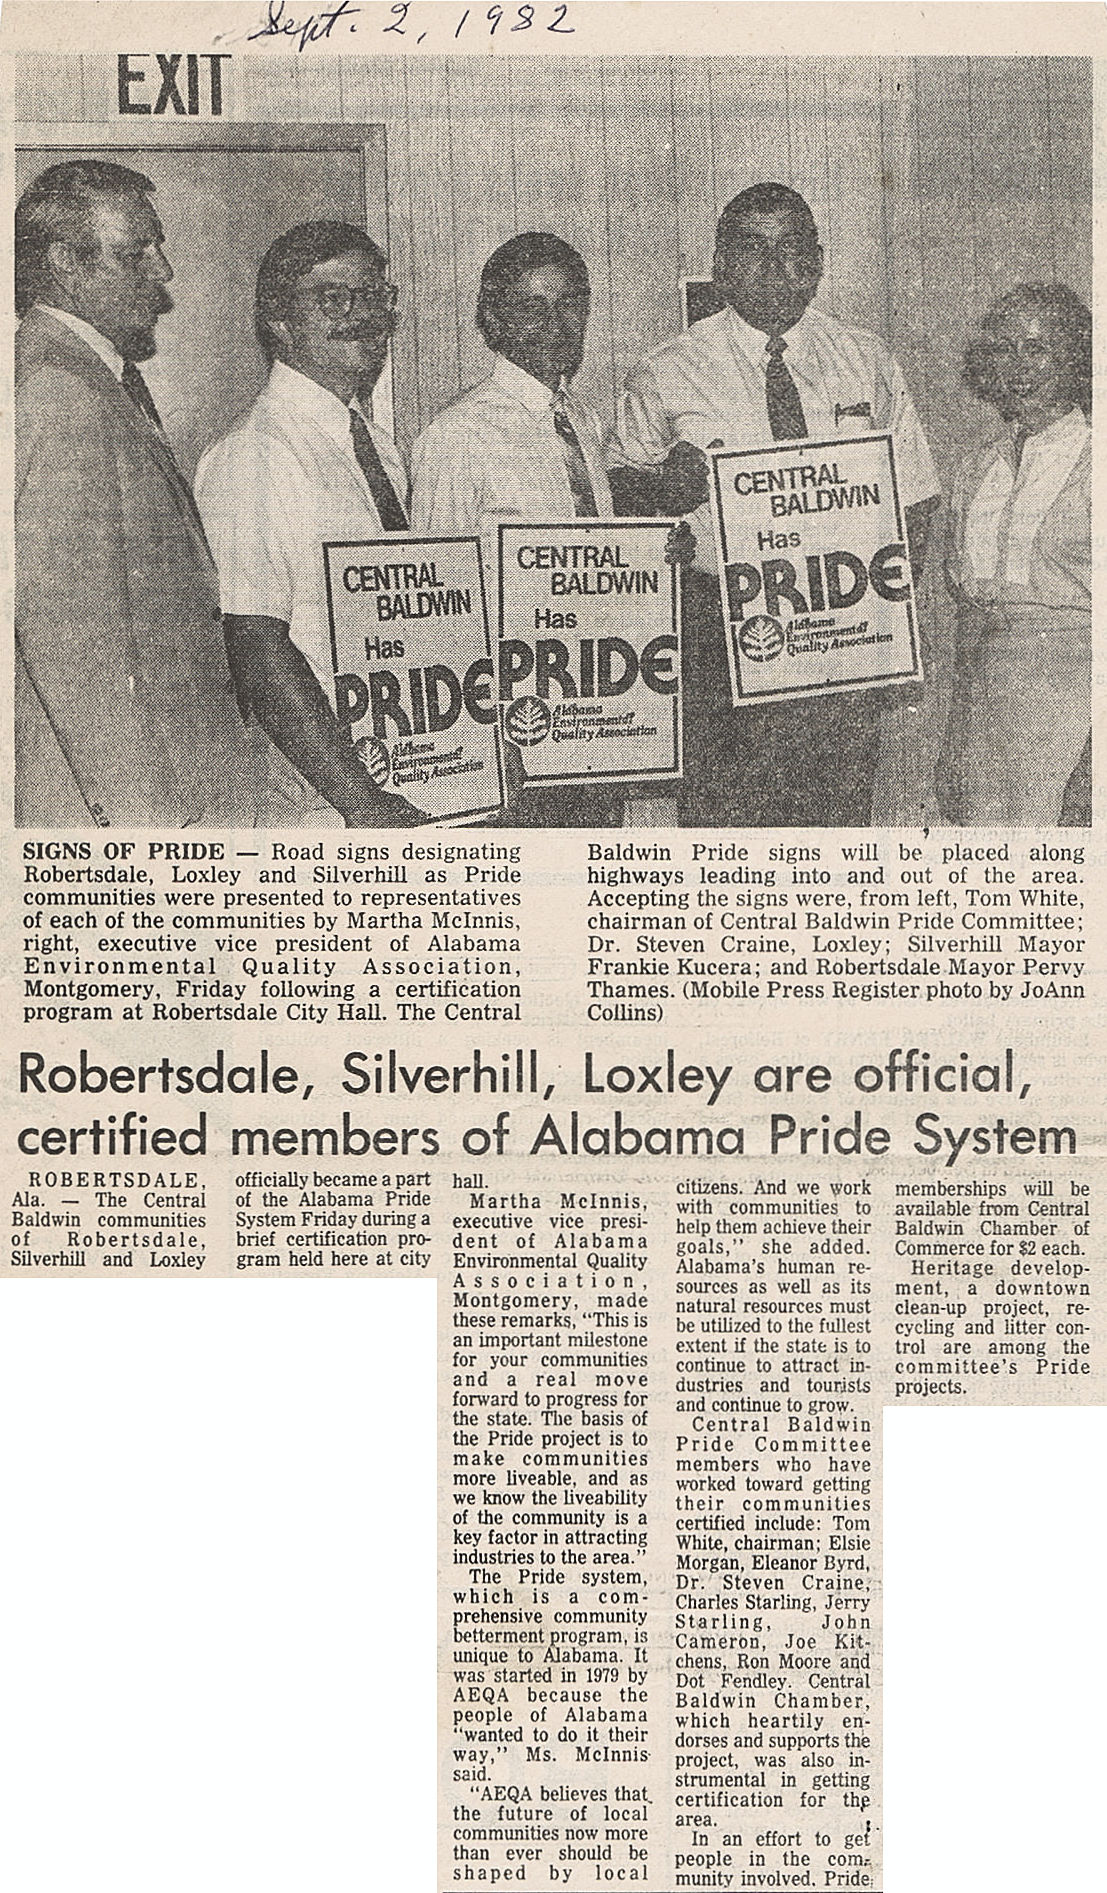 Sept. 2, 1982
EXIT
CENTRAL
BALDWIN
Has
PRIDE
Alabama
Environmental
Quality Association
CENTRAL
BALDWIN
Has
PRIDE
Alabama
Environmental
Quality Association
CENTRAL
BALDWIN
Has
PRIDE
Alabama
Environmental
Quality Association
SIGNS OF PRIDE — Road signs designating
Robertsdale, Loxley and Silverhill as Pride
communities were presented to representatives
of each of the communities by Martha McInnis,
right, executive vice president of Alabama
Environmental Quality Association,
Montgomery, Friday following a certification
program at Robertsdale City Hall. The Central
Baldwin Pride signs will be placed along
highways leading into and out of the area.
Accepting the signs were, from left, Tom White,
chairman of Central Baldwin Pride Committee;
Dr. Steven Craine, Loxley; Silverhill Mayor
Frankie Kucera; and Robertsdale Mayor Pervy
Thames. (Mobile Press Register photo by JoAnn
Collins)
Robertsdale, Silverhill, Loxley are official,
certified members of Alabama Pride System
ROBERTSDALE,
Ala. — The Central
Baldwin communities
of Robertsdale,
Silverhill and Loxley
officially became a part
of the Alabama Pride
System Friday during a
brief certification pro-
gram held here at city
hall.
Martha McInnis,
executive vice presi-
dent of Alabama
Environmental Quality
Association,
Montgomery, made
these remarks, “This is
an important milestone
for your communities
and a real move
forward to progress for
the state. The basis of
the Pride project is to
make communities
more liveable, and as
we know the liveability
of the community is a
key factor in attracting
industries to the area.”
The Pride system,
which is a com-
prehensive community
betterment program, is
unique to Alabama. It
was started in 1979 by
AEQA because the
people of Alabama
“wanted to do it their
way,” Ms. McInnis
said.
“AEQA believes that
the future of local
communities now more
than ever should be
shaped by local
citizens. And we work
with communities to
help them achieve their
goals,” she added.
Alabama's human re-
sources as well as its
natural resources must
be utilized to the fullest
extent if the state is to
continue to attract in-
dustries and tourists
and continue to grow.
Central Baldwin
Pride Committee
members who have
worked toward getting
their communities
certified include: Tom
White, chairman; Elsie
Morgan, Eleanor Byrd,
Dr. Steven Craine,
Charles Starling, Jerry
Starling, John
Cameron, Joe Kit-
chens, Ron Moore and
Dot Fendley. Central
Baldwin Chamber,
which heartily en-
dorses and supports the
project, was also in-
strumental in getting
certification for the
area.
In an effort to get
people in the com-
munity involved, Pride
memberships will be
available from Central
Baldwin Chamber of
Commerce for $2 each.
Heritage develop-
ment, a downtown
clean-up project, re-
cycling and litter con-
trol are among the
committee's Pride
projects.